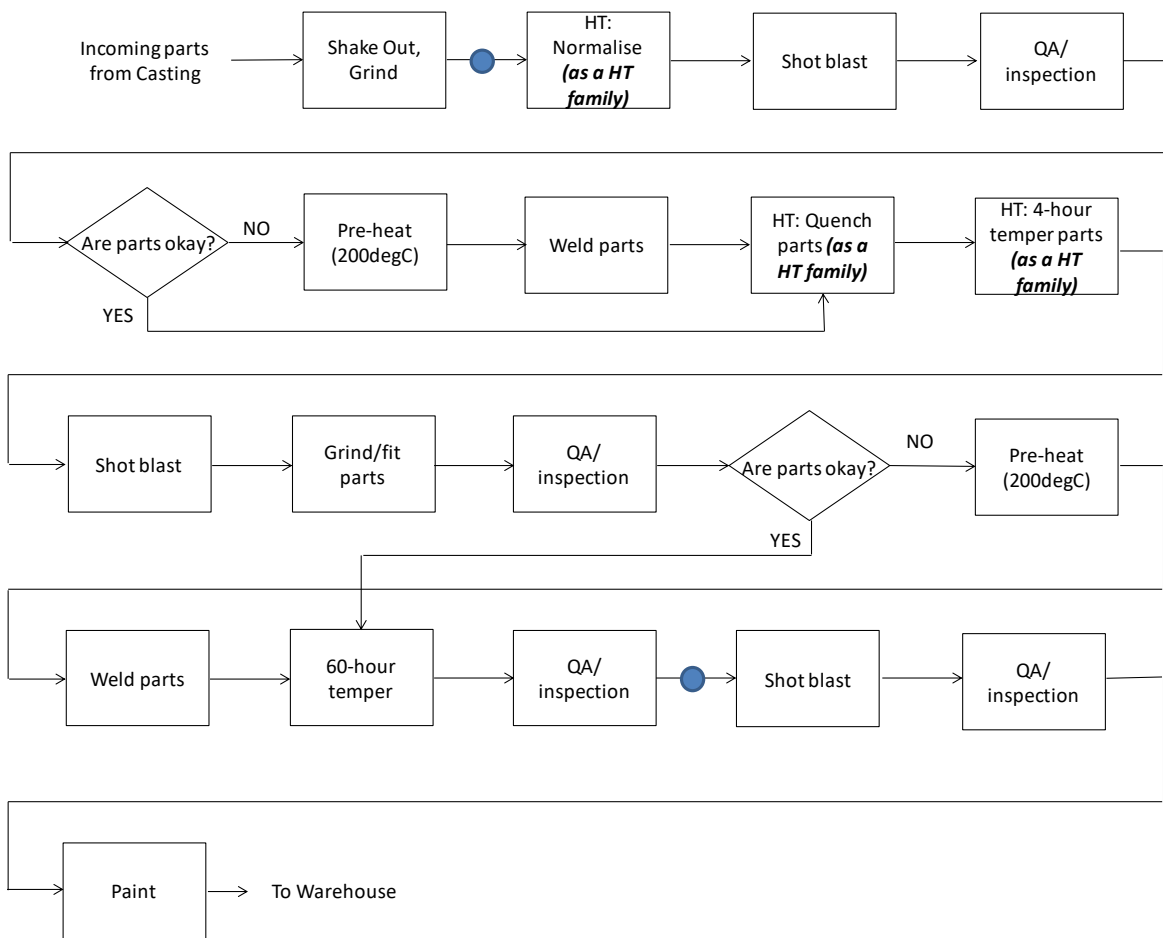 Incoming parts
from Casting
Shake Out,
Grind
HT:
Normalise
(as a HT
family)
Shot blast
QA/
inspection
Are parts okay?
NO
YES
Pre-heat
(200degC)
Weld parts
HT: Quench
parts (as a
HT family)
HT: 4-hour
temper parts
(as a HT
family)
Shot blast
Grind/fit
parts
QA/
inspection
Are parts okay?
NO
YES
Pre-heat
(200degC)
Weld parts
60-hour
temper
QA/
inspection
Shot blast
QA/
inspection
Paint
To Warehouse